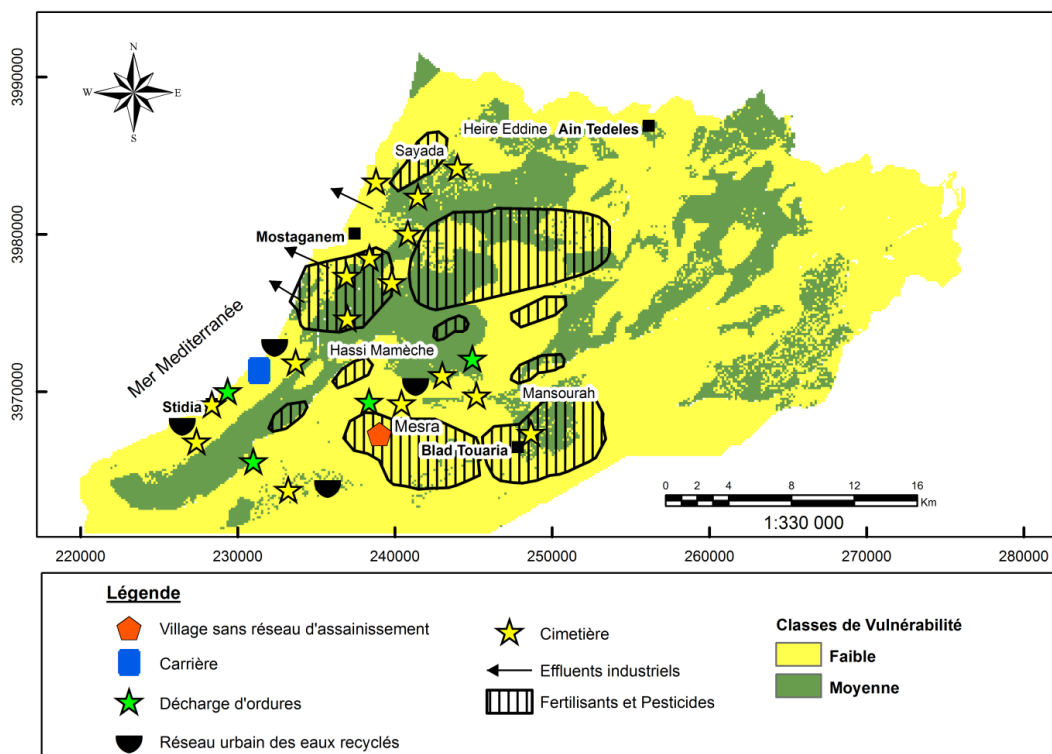 N
W
E
S
3990000
3980000
3970000
Heire Eddine
Ain Tedeles
Sayada
Mostaganem
Mer Mediterranée
Hassi Mamèche
Mansourah
Stidia
Mesra
Blad Touaria
0 1 2 4 8 12 16
Km
1:330 000
220000 230000 240000 250000 260000 270000 280000
Légende
Village sans réseau d'assainissement
Carrière
Décharge d'ordures
Réseau urbain des eaux recyclés
Cimetière
Effluents industriels
Fertilisants et Pesticides
Classes de Vulnérabilité
Faible
Moyenne